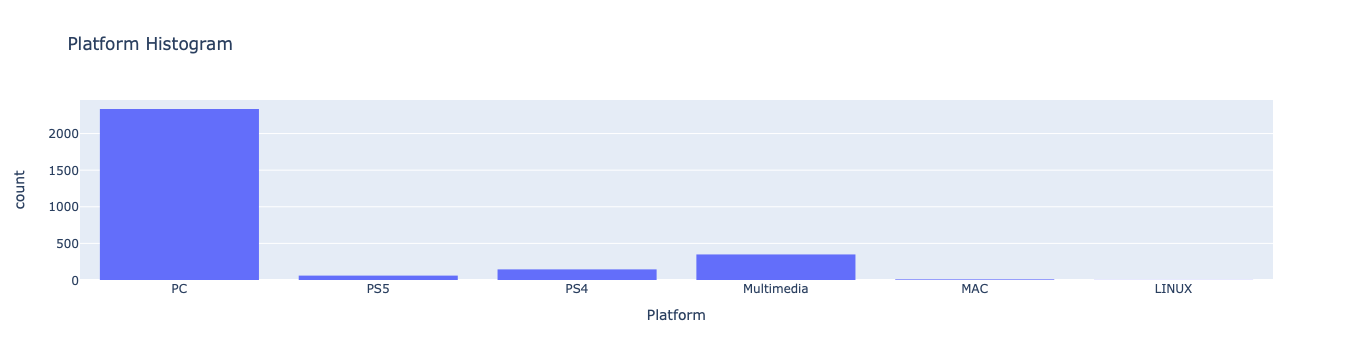 Platform Histogram
2000
1500
1000
500
0
count
PC PS5 PS4 Multimedia MAC LINUX
Platform